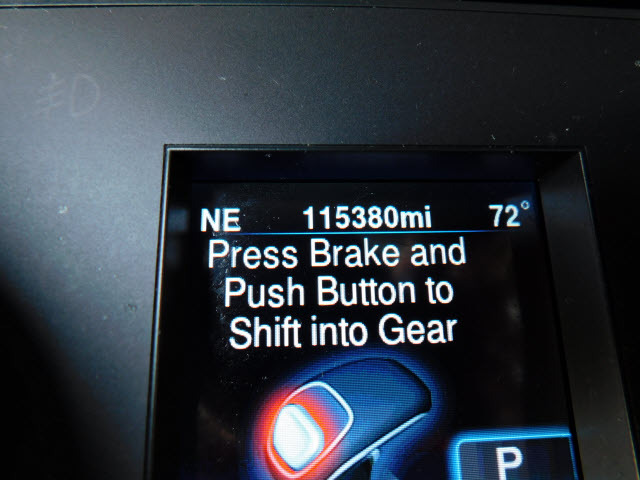 NE 115380mi 72°
Press Brake and
Push Button to
Shift into Gear
P